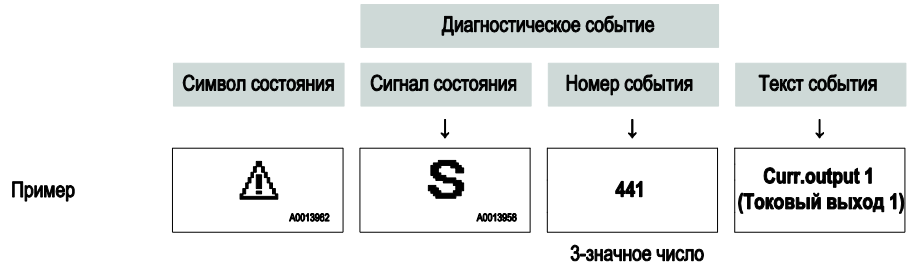 Диагностическое событие
Символ состояния Сигнал состояния Номер события Текст события
↓ ↓ ↓
Пример S 441 Curr.output 1
(Токовый выход 1)
A0013962 A0013958
3-значное число